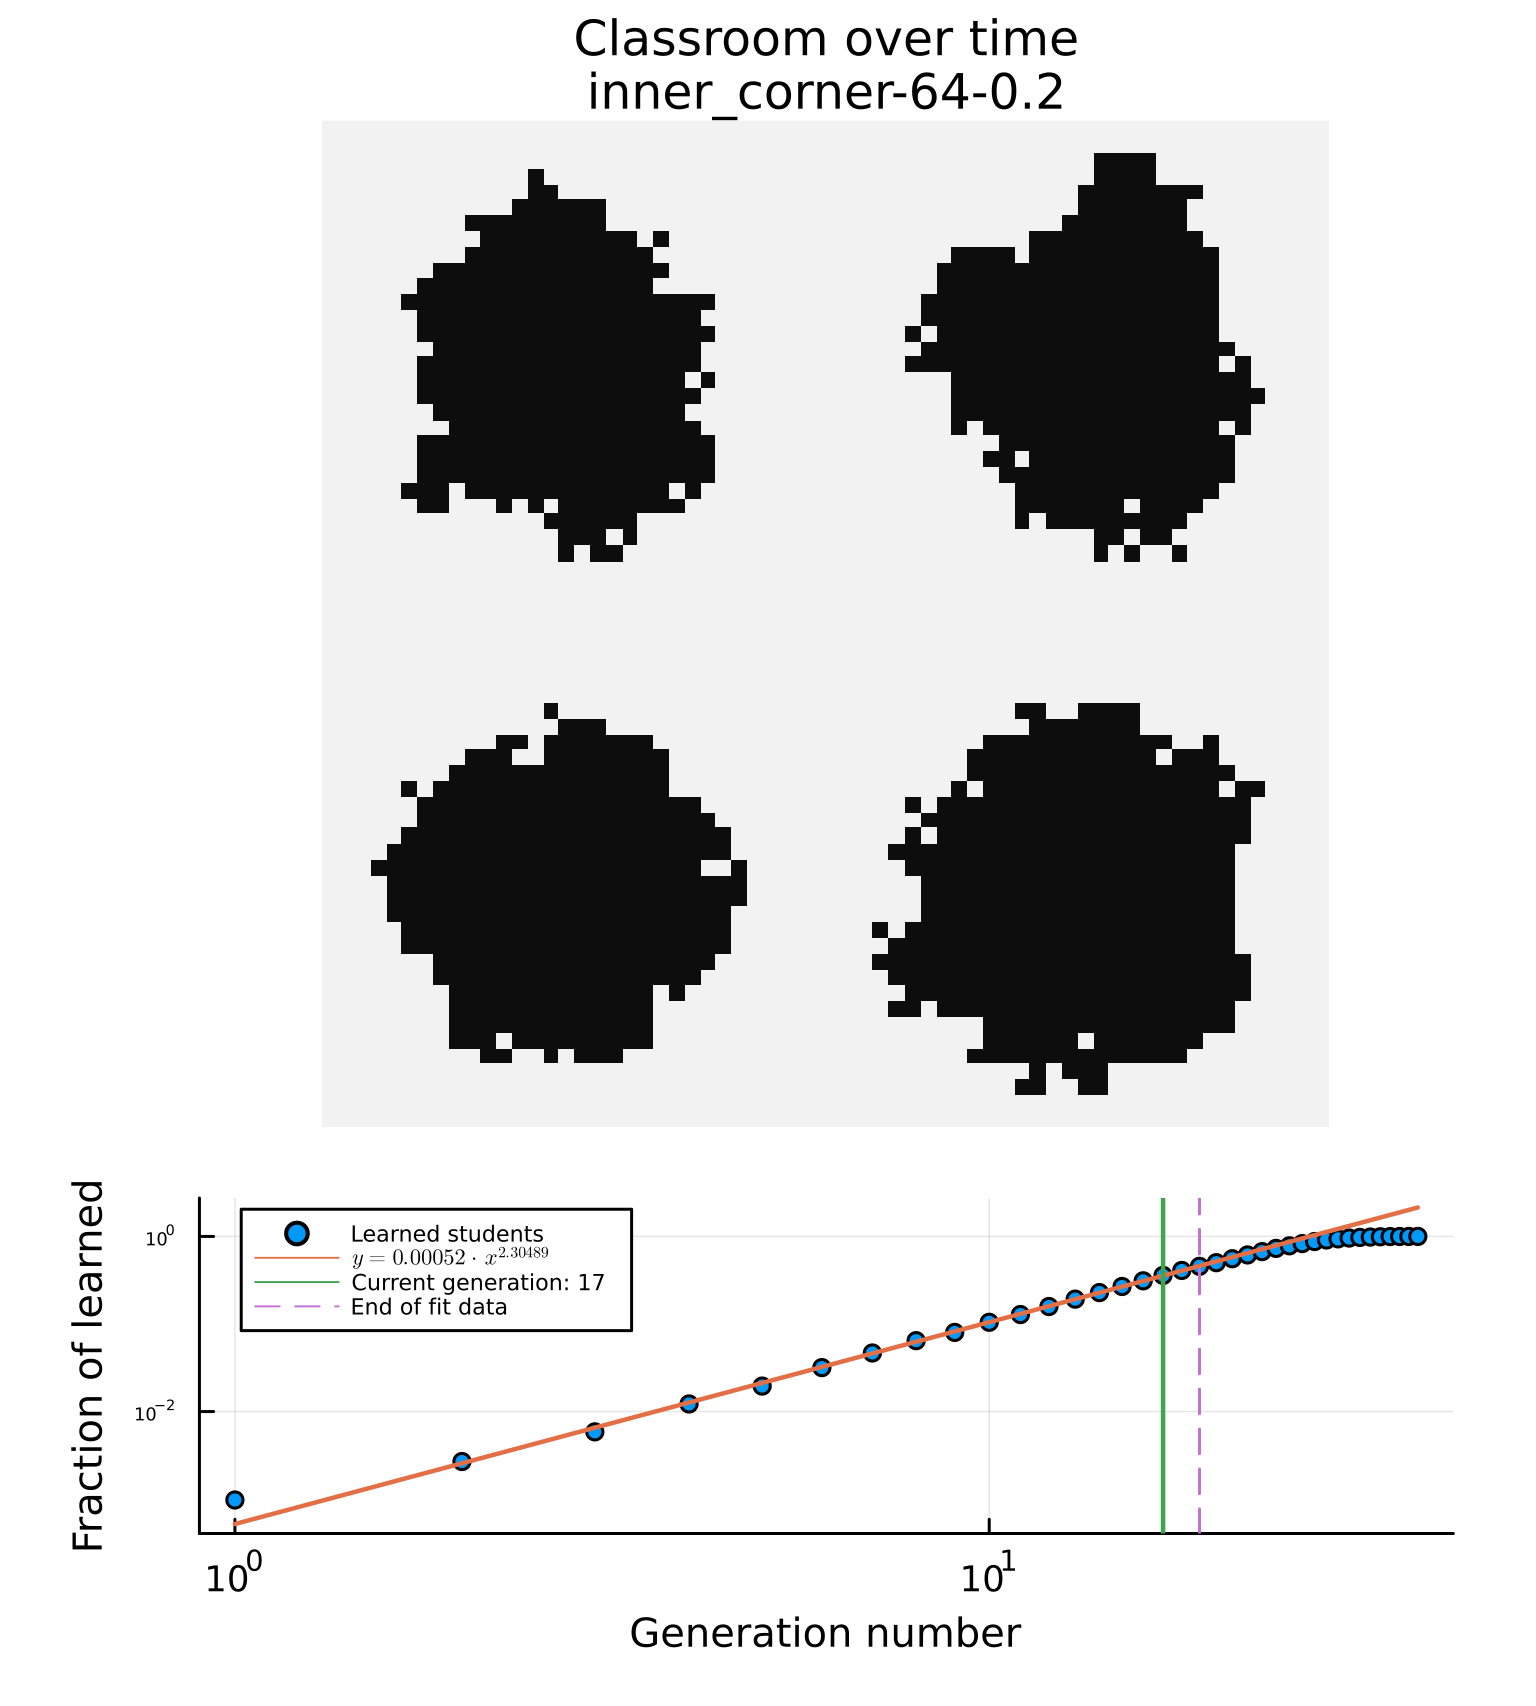 Classroom over time
inner_corner-64-0.2
Fraction of learned
10^0
10^-2
Learned students
y = 0.00052 · x^2.30489
Current generation: 17
End of fit data
10^0 10^1
Generation number